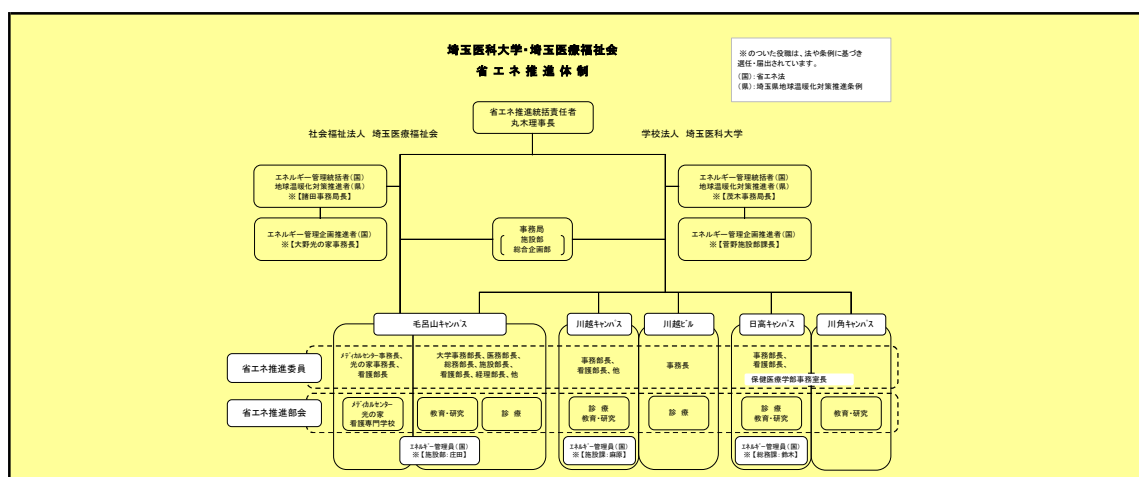 埼玉医科大学・埼玉医療福祉会
省エネ推進体制
※のついた役職は、法や条例に基づき
選任・届出されています。
(国):省エネ法
(県):埼玉県地球温暖化対策推進条例
省エネ推進統括責任者
丸木理事長
社会福祉法人 埼玉医療福祉会
学校法人 埼玉医科大学
エネルギー管理統括者(国)
地球温暖化対策推進者(県)
※【諸田事務局長】
エネルギー管理統括者(国)
地球温暖化対策推進者(県)
※【茂木事務局長】
エネルギー管理企画推進者(国)
※【大野光の家事務長】
事務局
施設部
総合企画部
エネルギー管理企画推進者(国)
※【菅野施設部課長】
毛呂山キャンパス
川越キャンパス
川越ビル
日高キャンパス
川角キャンパス
省エネ推進委員
メディカルセンター事務長、
光の家事務長、
看護部長
大学事務部長、医務部長、
総務部長、施設部長、
看護部長、経理部長、他
事務部長、
看護部長、他
事務長
事務部長、
看護部長、
保健医療学部事務室長
省エネ推進部会
メディカルセンター
光の家
看護専門学校
教育・研究
診 療
診 療
教育・研究
診 療
診 療
教育・研究
教育・研究
エネルギー管理員(国)
※【施設部:庄田】
エネルギー管理員(国)
※【施設課:麻原】
エネルギー管理員(国)
※【総務課:鈴木】